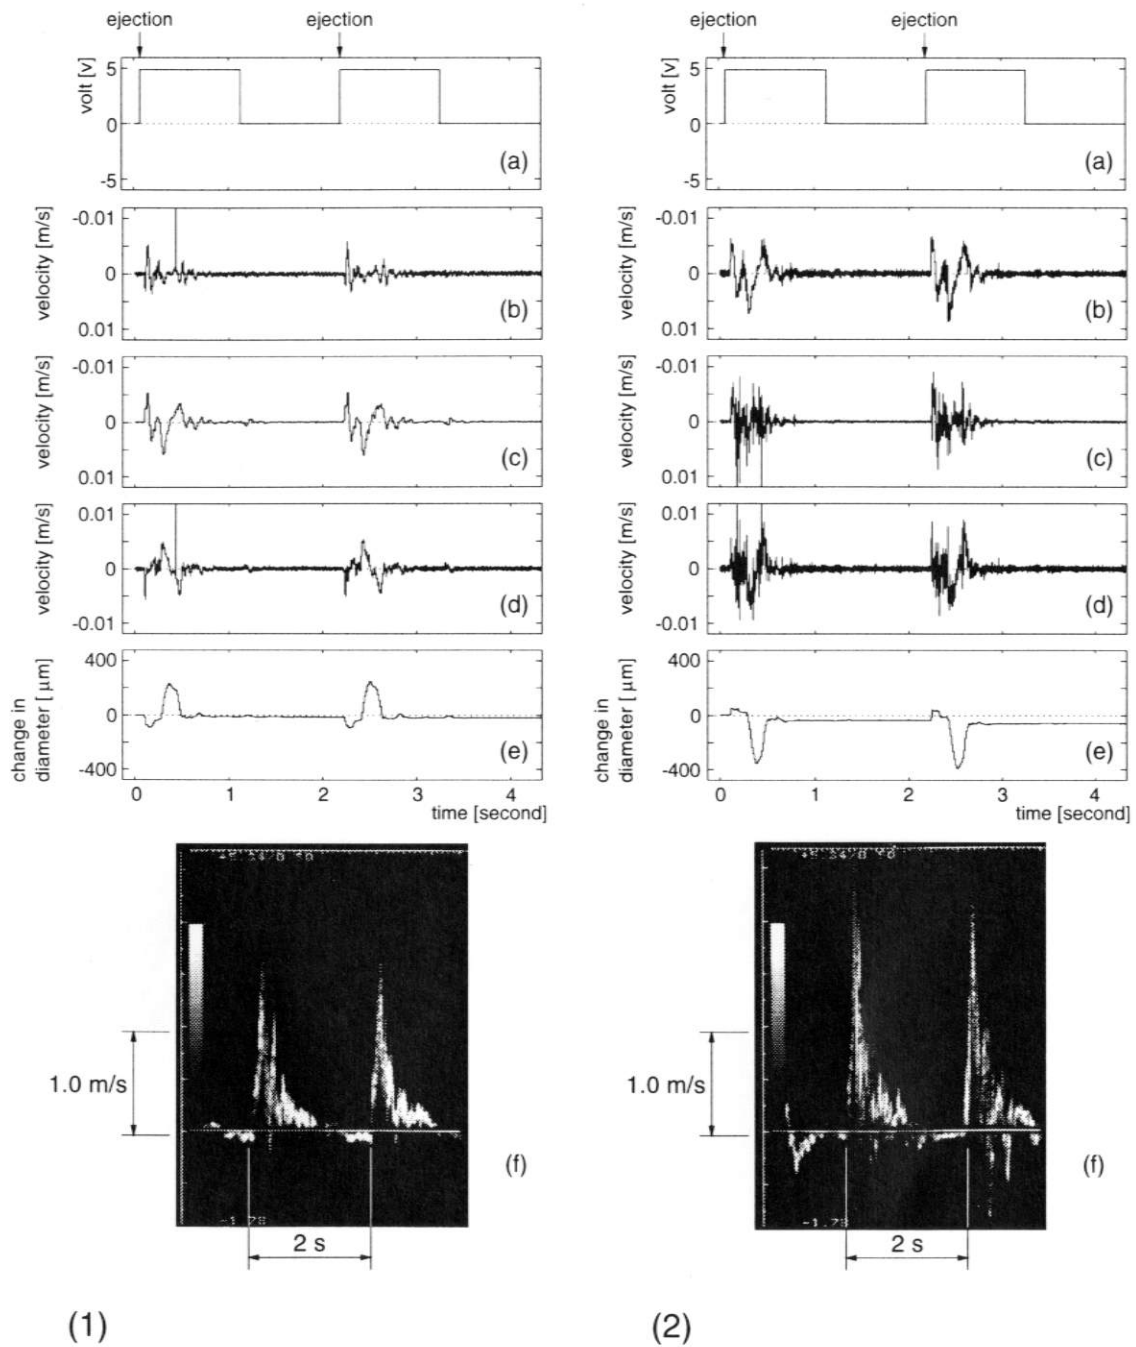 ejection ejection
volt [v]
5
0
-5
(a)
velocity [m/s]
-0.01
0
0.01
(b)
velocity [m/s]
-0.01
0
0.01
(c)
velocity [m/s]
0.01
0
-0.01
(d)
change in
diameter [ μm]
400
0
-400
(e)
0 1 2 3 4
time [second]
1.0 m/s
-1.78
(f)
2 s
(1)
ejection ejection
volt [v]
5
0
-5
(a)
velocity [m/s]
-0.01
0
0.01
(b)
velocity [m/s]
-0.01
0
0.01
(c)
velocity [m/s]
0.01
0
-0.01
(d)
change in
diameter [ μm]
400
0
-400
(e)
0 1 2 3 4
time [second]
1.0 m/s
-1.78
(f)
2 s
(2)